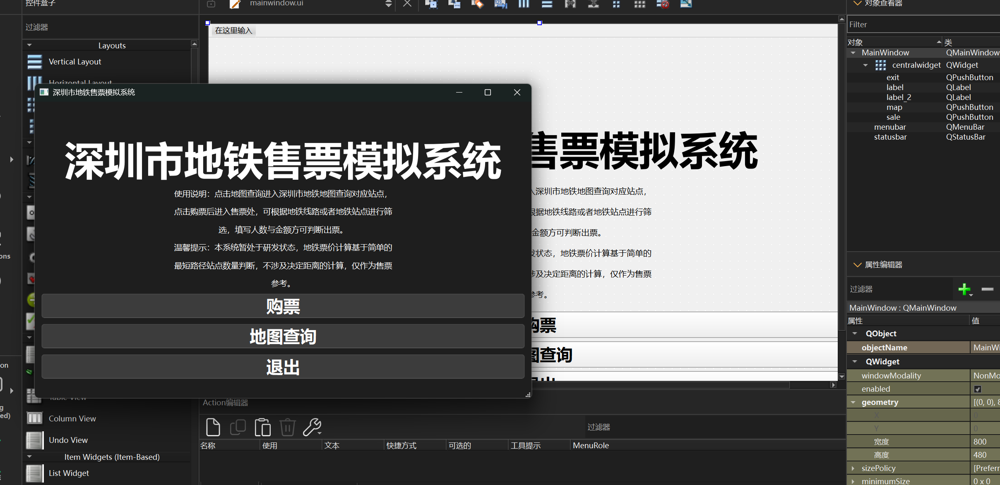 控件盒子
mainwindow.ui
对象查看器
过滤器
Layouts
Vertical Layout
Horizontal Layout
在这里输入
Filter
对象
类
MainWindow
QMainWindow
centralwidget
QWidget
exit
QPushButton
label
QLabel
label_2
QLabel
map
QPushButton
sale
QPushButton
menubar
QMenuBar
statusbar
QStatusBar
深圳市地铁售票模拟系统
深圳市地铁售票模拟系统
使用说明：点击地图查询进入深圳市地铁地图查询对应站点，
点击购票后进入售票处，可根据地铁线路或者地铁站点进行筛
选，填写人数与金额方可判断出票。
温馨提示：本系统暂处于研发状态，地铁票价计算基于简单的
最短路径站点数量判断，不涉及决定距离的计算，仅作为售票
参考。
购票
地图查询
退出
售票模拟系统
入深圳市地铁地图查询对应站点，
根据地铁线路或者地铁站点进行筛
金额方可判断出票。
发状态，地铁票价计算基于简单的
涉及决定距离的计算，仅作为售票
参考。
购票
图查询
退出
ons
on
g
ed)
Table View
Column View
Undo View
Item Widgets (Item-Based)
List Widget
Action编辑器
过滤器
名称
使用
文本
快捷方式
可选的
工具提示
MenuRole
属性编辑器
过滤器
MainWindow : QMainWindow
属性
值
QObject
objectName
MainWi
QWidget
windowModality
NonMo
enabled
geometry
[(0, 0), 8
X
0
Y
0
宽度
800
高度
480
sizePolicy
[Preferr
minimumSize
0 x 0